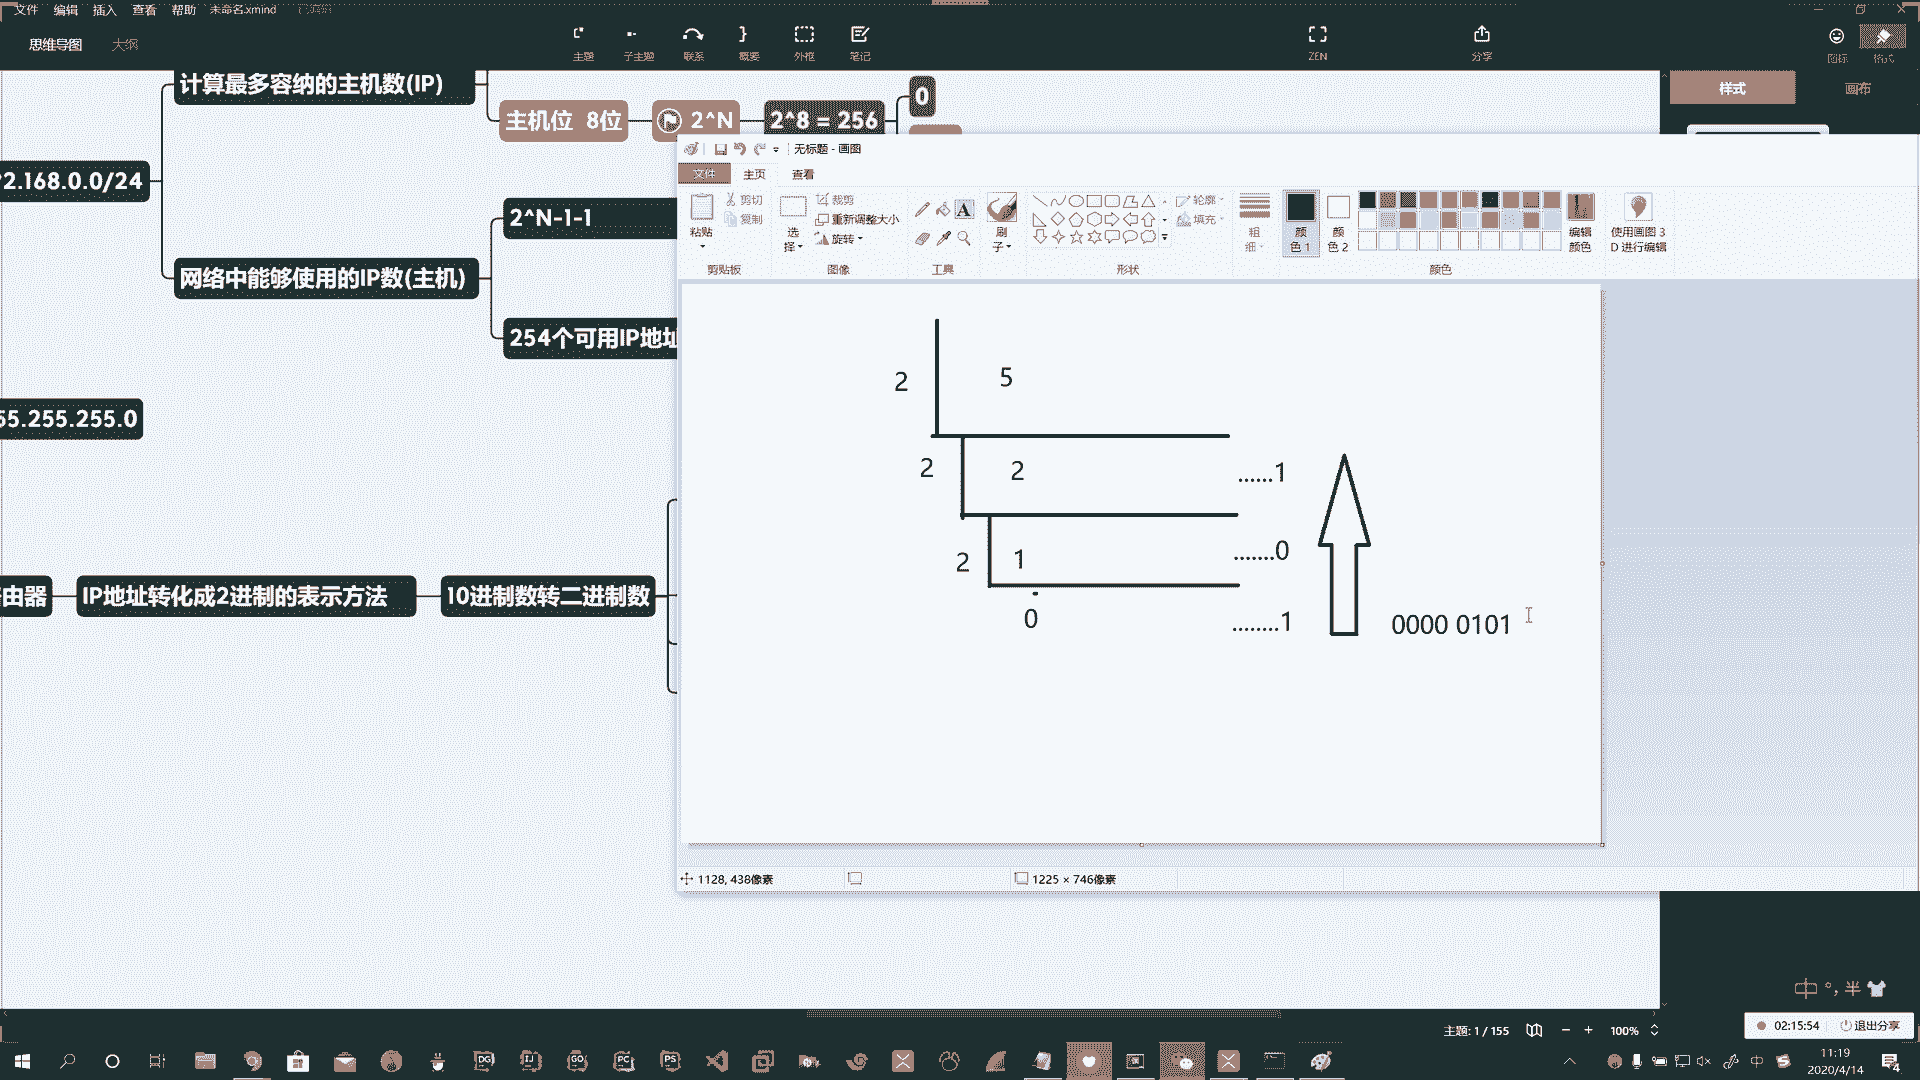 文件 编辑 插入 查看 帮助 未命名.xmind
思维导图 大纲
主题 子主题 联系 概要 外框 笔记 ZEN 分享 图标 格式
样式 画布
计算最多容纳的主机数(IP)
主机位 8位
2^N
2^8 = 256
0
2.168.0.0/24
2^N-1-1
网络中能够使用的IP数(主机)
254个可用IP地址
55.255.255.0
由器
IP地址转化成2进制的表示方法
10进制数转二进制数
无标题 - 画图
文件 主页 查看
粘贴
剪切
复制
剪贴板
选择
裁剪
重新调整大小
旋转
图像
A
工具
刷子
形状
轮廓
填充
粗细
颜色 1
颜色 2
编辑颜色
颜色
使用画图 3D 进行编辑
2 5
2 2 ......1
2 1 .......0
0 ........1
0000 0101
1128, 438像素
1225 × 746像素
中 °, 半
主题: 1 / 155
100%
02:15:54 退出分享
DG IJ GO PC PS
中
11:19
2020/4/14
4